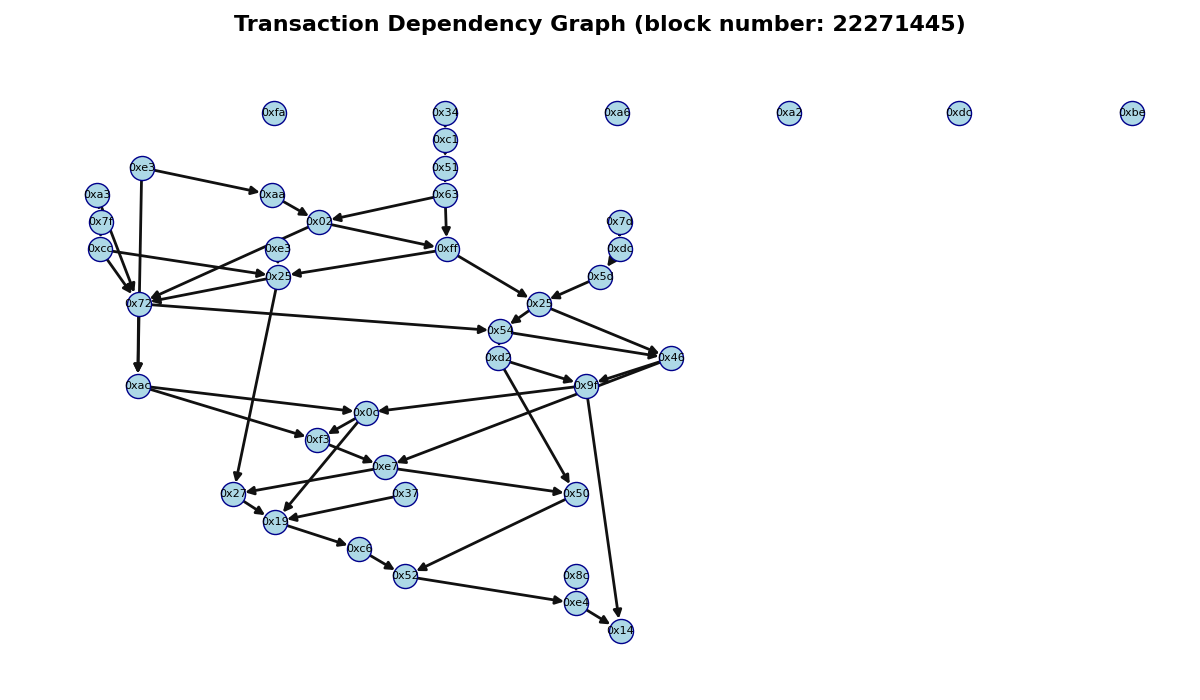 Transaction Dependency Graph (block number: 22271445)
0xfa 0x34 0xa6 0xa2 0xdc 0xbe
0xc1
0xe3 0x51
0xa3 0xaa 0x63
0x7f 0x02 0x7d
0xcc 0xe3 0xff 0xdc
0x25 0x5d
0x72 0x25
0x54
0xd2 0x46
0xac 0x9f
0x0c
0xf3
0xe7
0x27 0x37 0x50
0x19
0xc6
0x52 0x8c
0xe4
0x14